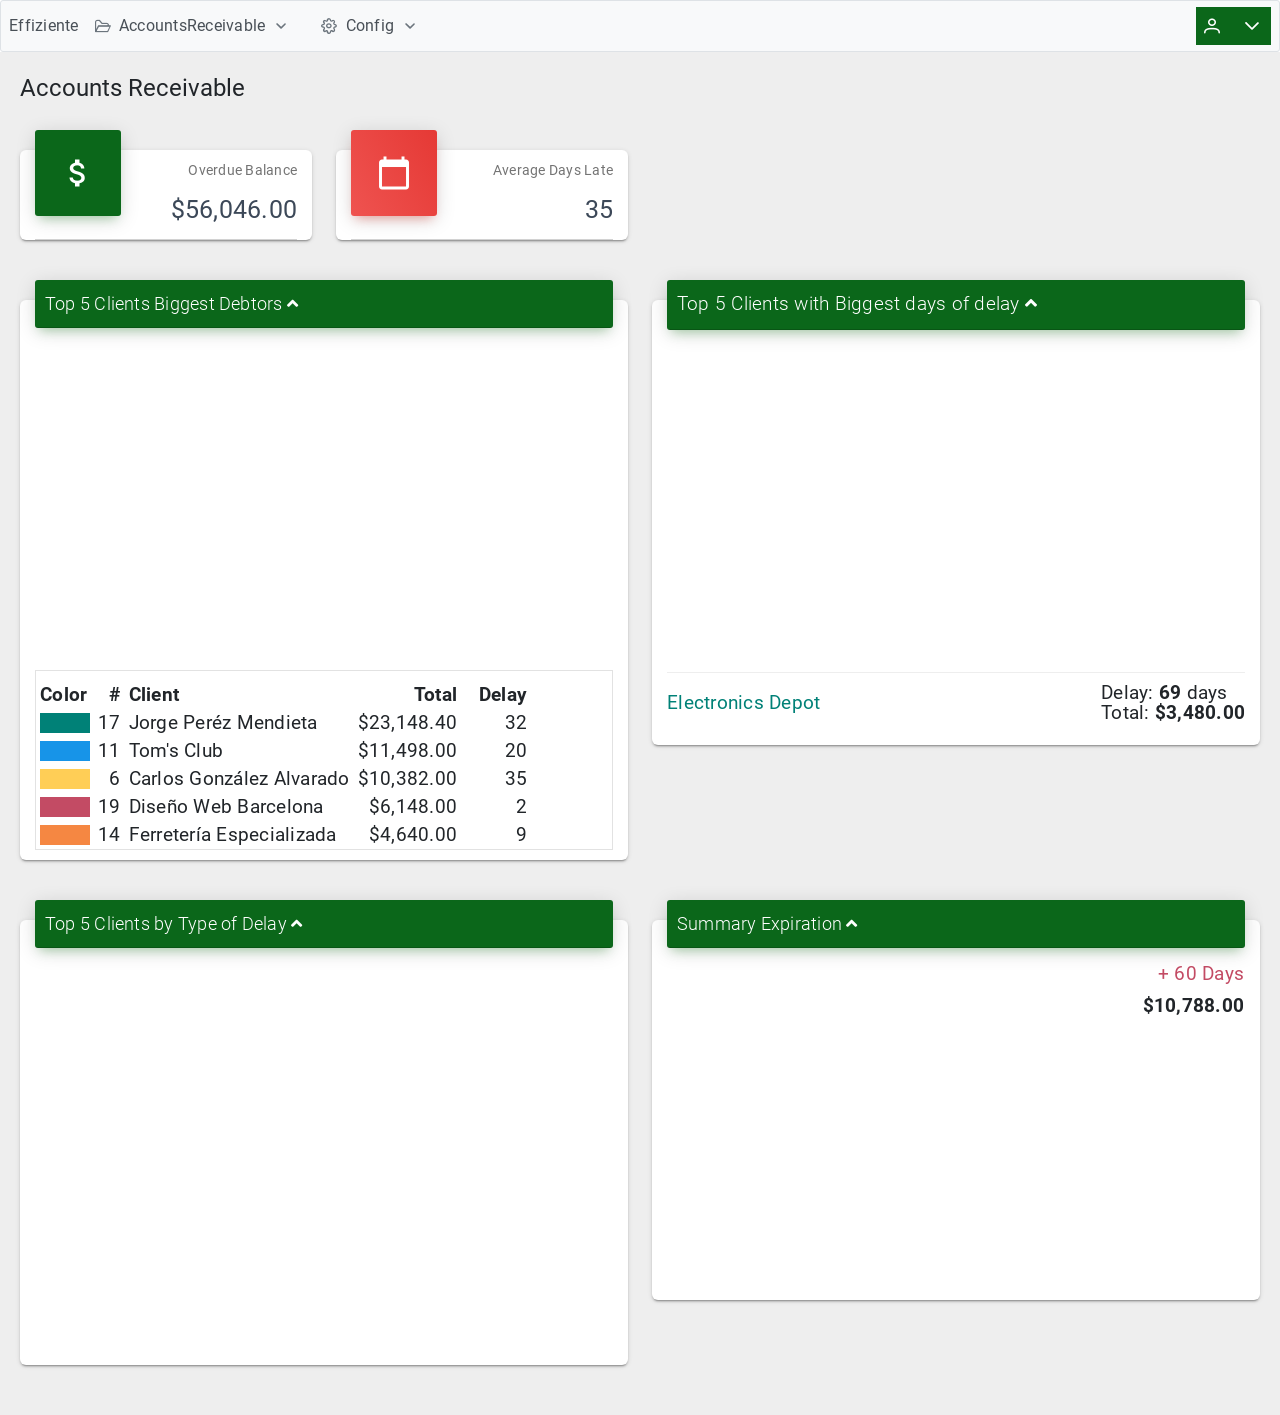 Effiziente AccountsReceivable Config
Accounts Receivable
Overdue Balance
$56,046.00
Average Days Late
35
Top 5 Clients Biggest Debtors
Color # Client Total Delay
17 Jorge Peréz Mendieta $23,148.40 32
11 Tom's Club $11,498.00 20
6 Carlos González Alvarado $10,382.00 35
19 Diseño Web Barcelona $6,148.00 2
14 Ferretería Especializada $4,640.00 9
Top 5 Clients with Biggest days of delay
Electronics Depot
Delay: 69 days
Total: $3,480.00
Top 5 Clients by Type of Delay
Summary Expiration
+ 60 Days
$10,788.00